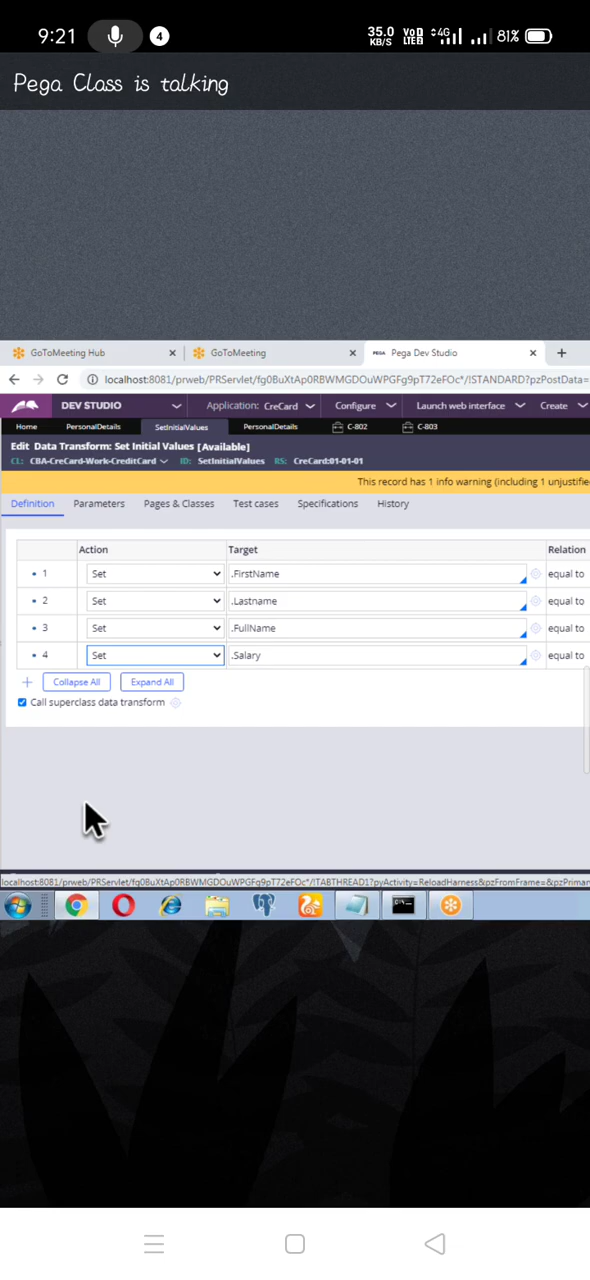 9:21 4 35.0 KB/S VoD LTE 4G 81%
Pega Class is talking
GoToMeeting Hub GoToMeeting PEGA Pega Dev Studio
localhost:8081/prweb/PRServlet/fg0BuXtAp0RBWMGDOuWPGFg9pT72eFOc*/!STANDARD?pzPostData=
DEV STUDIO Application: CreCard Configure Launch web interface Create
Home PersonalDetails SetInitialValues PersonalDetails C-802 C-803
Edit Data Transform: Set Initial Values [Available]
CL: CBA-CreCard-Work-CreditCard ID: SetInitialValues RS: CreCard:01-01-01
This record has 1 info warning (including 1 unjustifie
Definition Parameters Pages & Classes Test cases Specifications History
Action Target Relation
1 Set .FirstName equal to
2 Set .Lastname equal to
3 Set .FullName equal to
4 Set .Salary equal to
+ Collapse All Expand All
Call superclass data transform
localhost:8081/prweb/PRServlet/fg0BuXtAp0RBWMGDOuWPGFg9pT72eFOc*/!TABTHREAD1?pyActivity=ReloadHarness&pzFromFrame=&pzPrimar